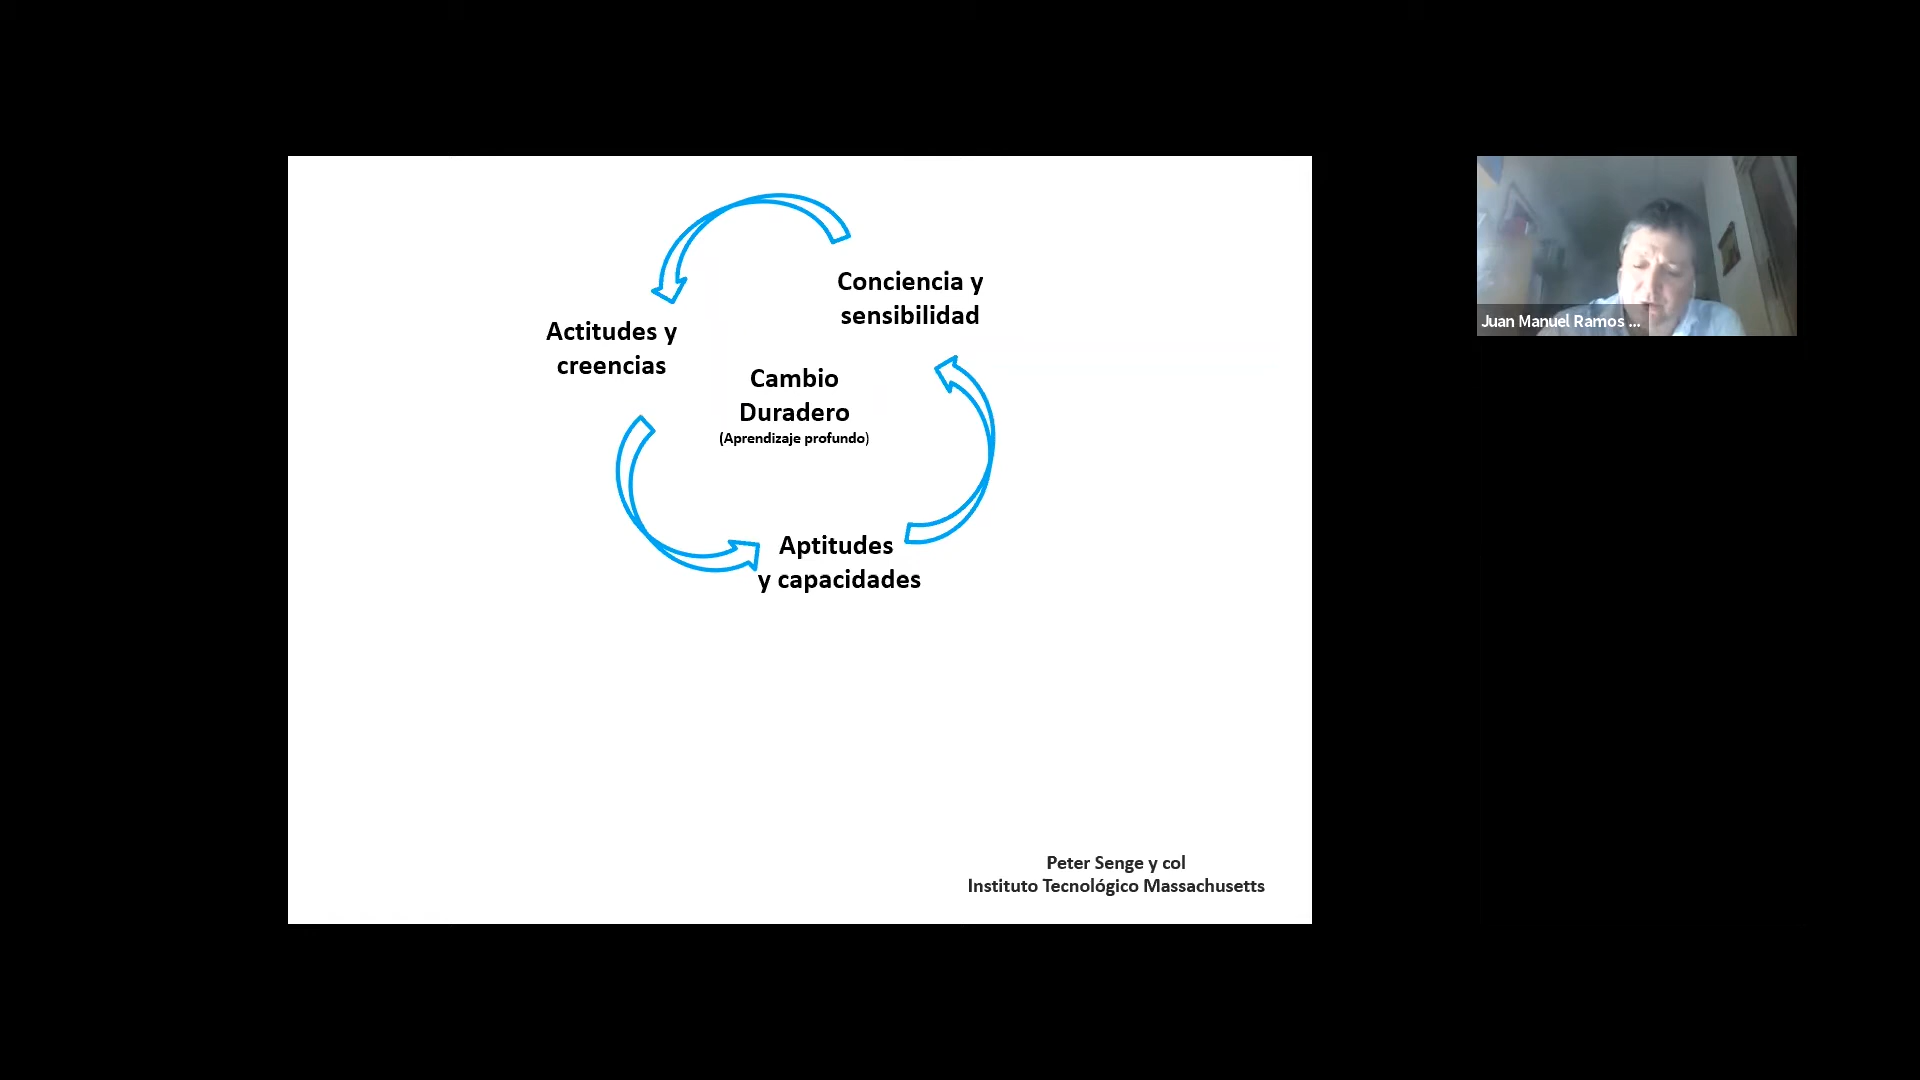 Conciencia y
sensibilidad
Actitudes y
creencias
Cambio
Duradero
(Aprendizaje profundo)
Aptitudes
y capacidades
Peter Senge y col
Instituto Tecnológico Massachusetts
Juan Manuel Ramos ...